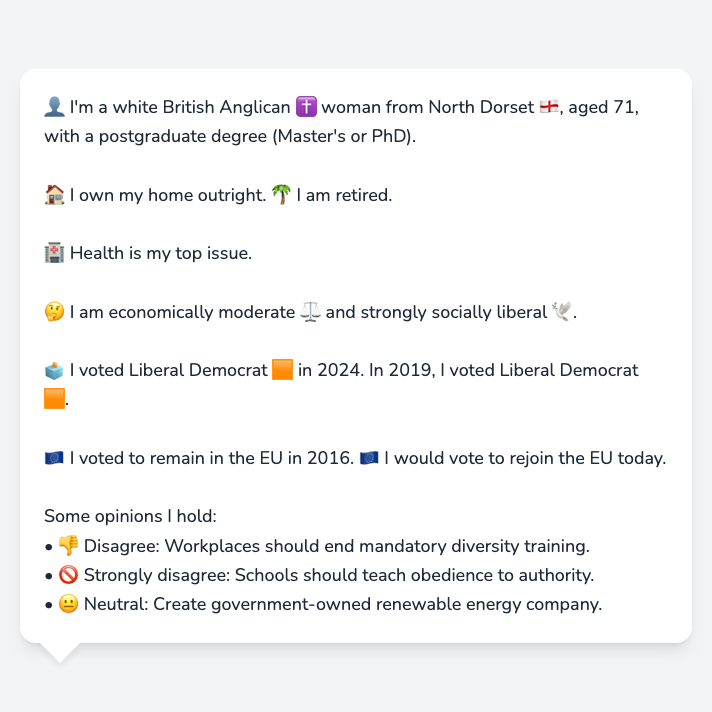 👤 I'm a white British Anglican ✝️ woman from North Dorset 🏴󠁧󠁢󠁥󠁮󠁧󠁿, aged 71,
with a postgraduate degree (Master's or PhD).
🏠 I own my home outright. 🌴 I am retired.
🏥 Health is my top issue.
🤔 I am economically moderate ⚖️ and strongly socially liberal 🕊️.
🗳️ I voted Liberal Democrat 🟧 in 2024. In 2019, I voted Liberal Democrat
🟧.
🇪🇺 I voted to remain in the EU in 2016. 🇪🇺 I would vote to rejoin the EU today.
Some opinions I hold:
• 👎 Disagree: Workplaces should end mandatory diversity training.
• 🚫 Strongly disagree: Schools should teach obedience to authority.
• 😐 Neutral: Create government-owned renewable energy company.